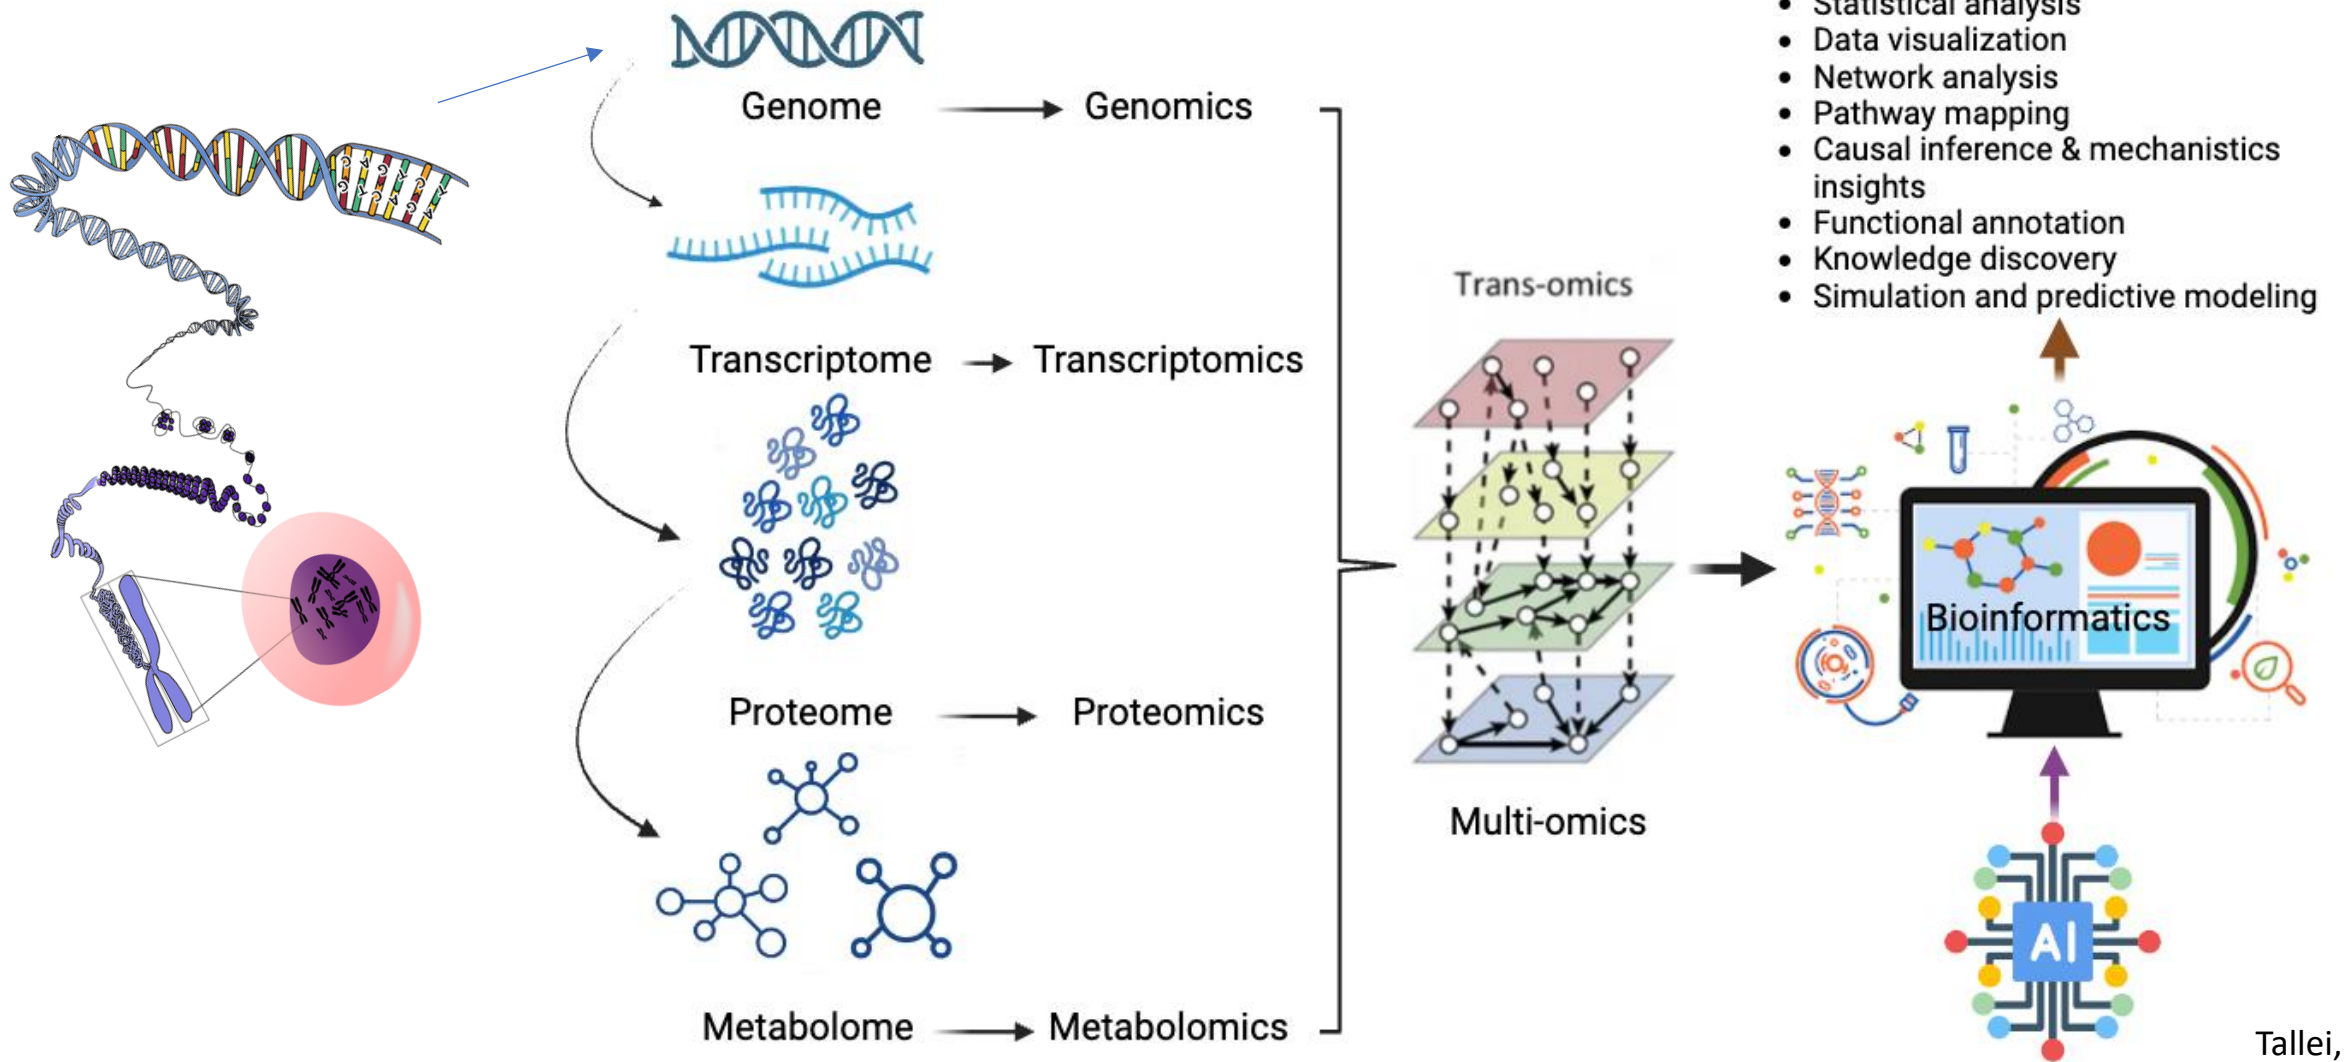 Genome
Genomics
Transcriptome
Transcriptomics
Proteome
Proteomics
Metabolome
Metabolomics
Trans-omics
Multi-omics
• Statistical analysis
• Data visualization
• Network analysis
• Pathway mapping
• Causal inference & mechanistics
insights
• Functional annotation
• Knowledge discovery
• Simulation and predictive modeling
Bioinformatics
AI
Tallei,